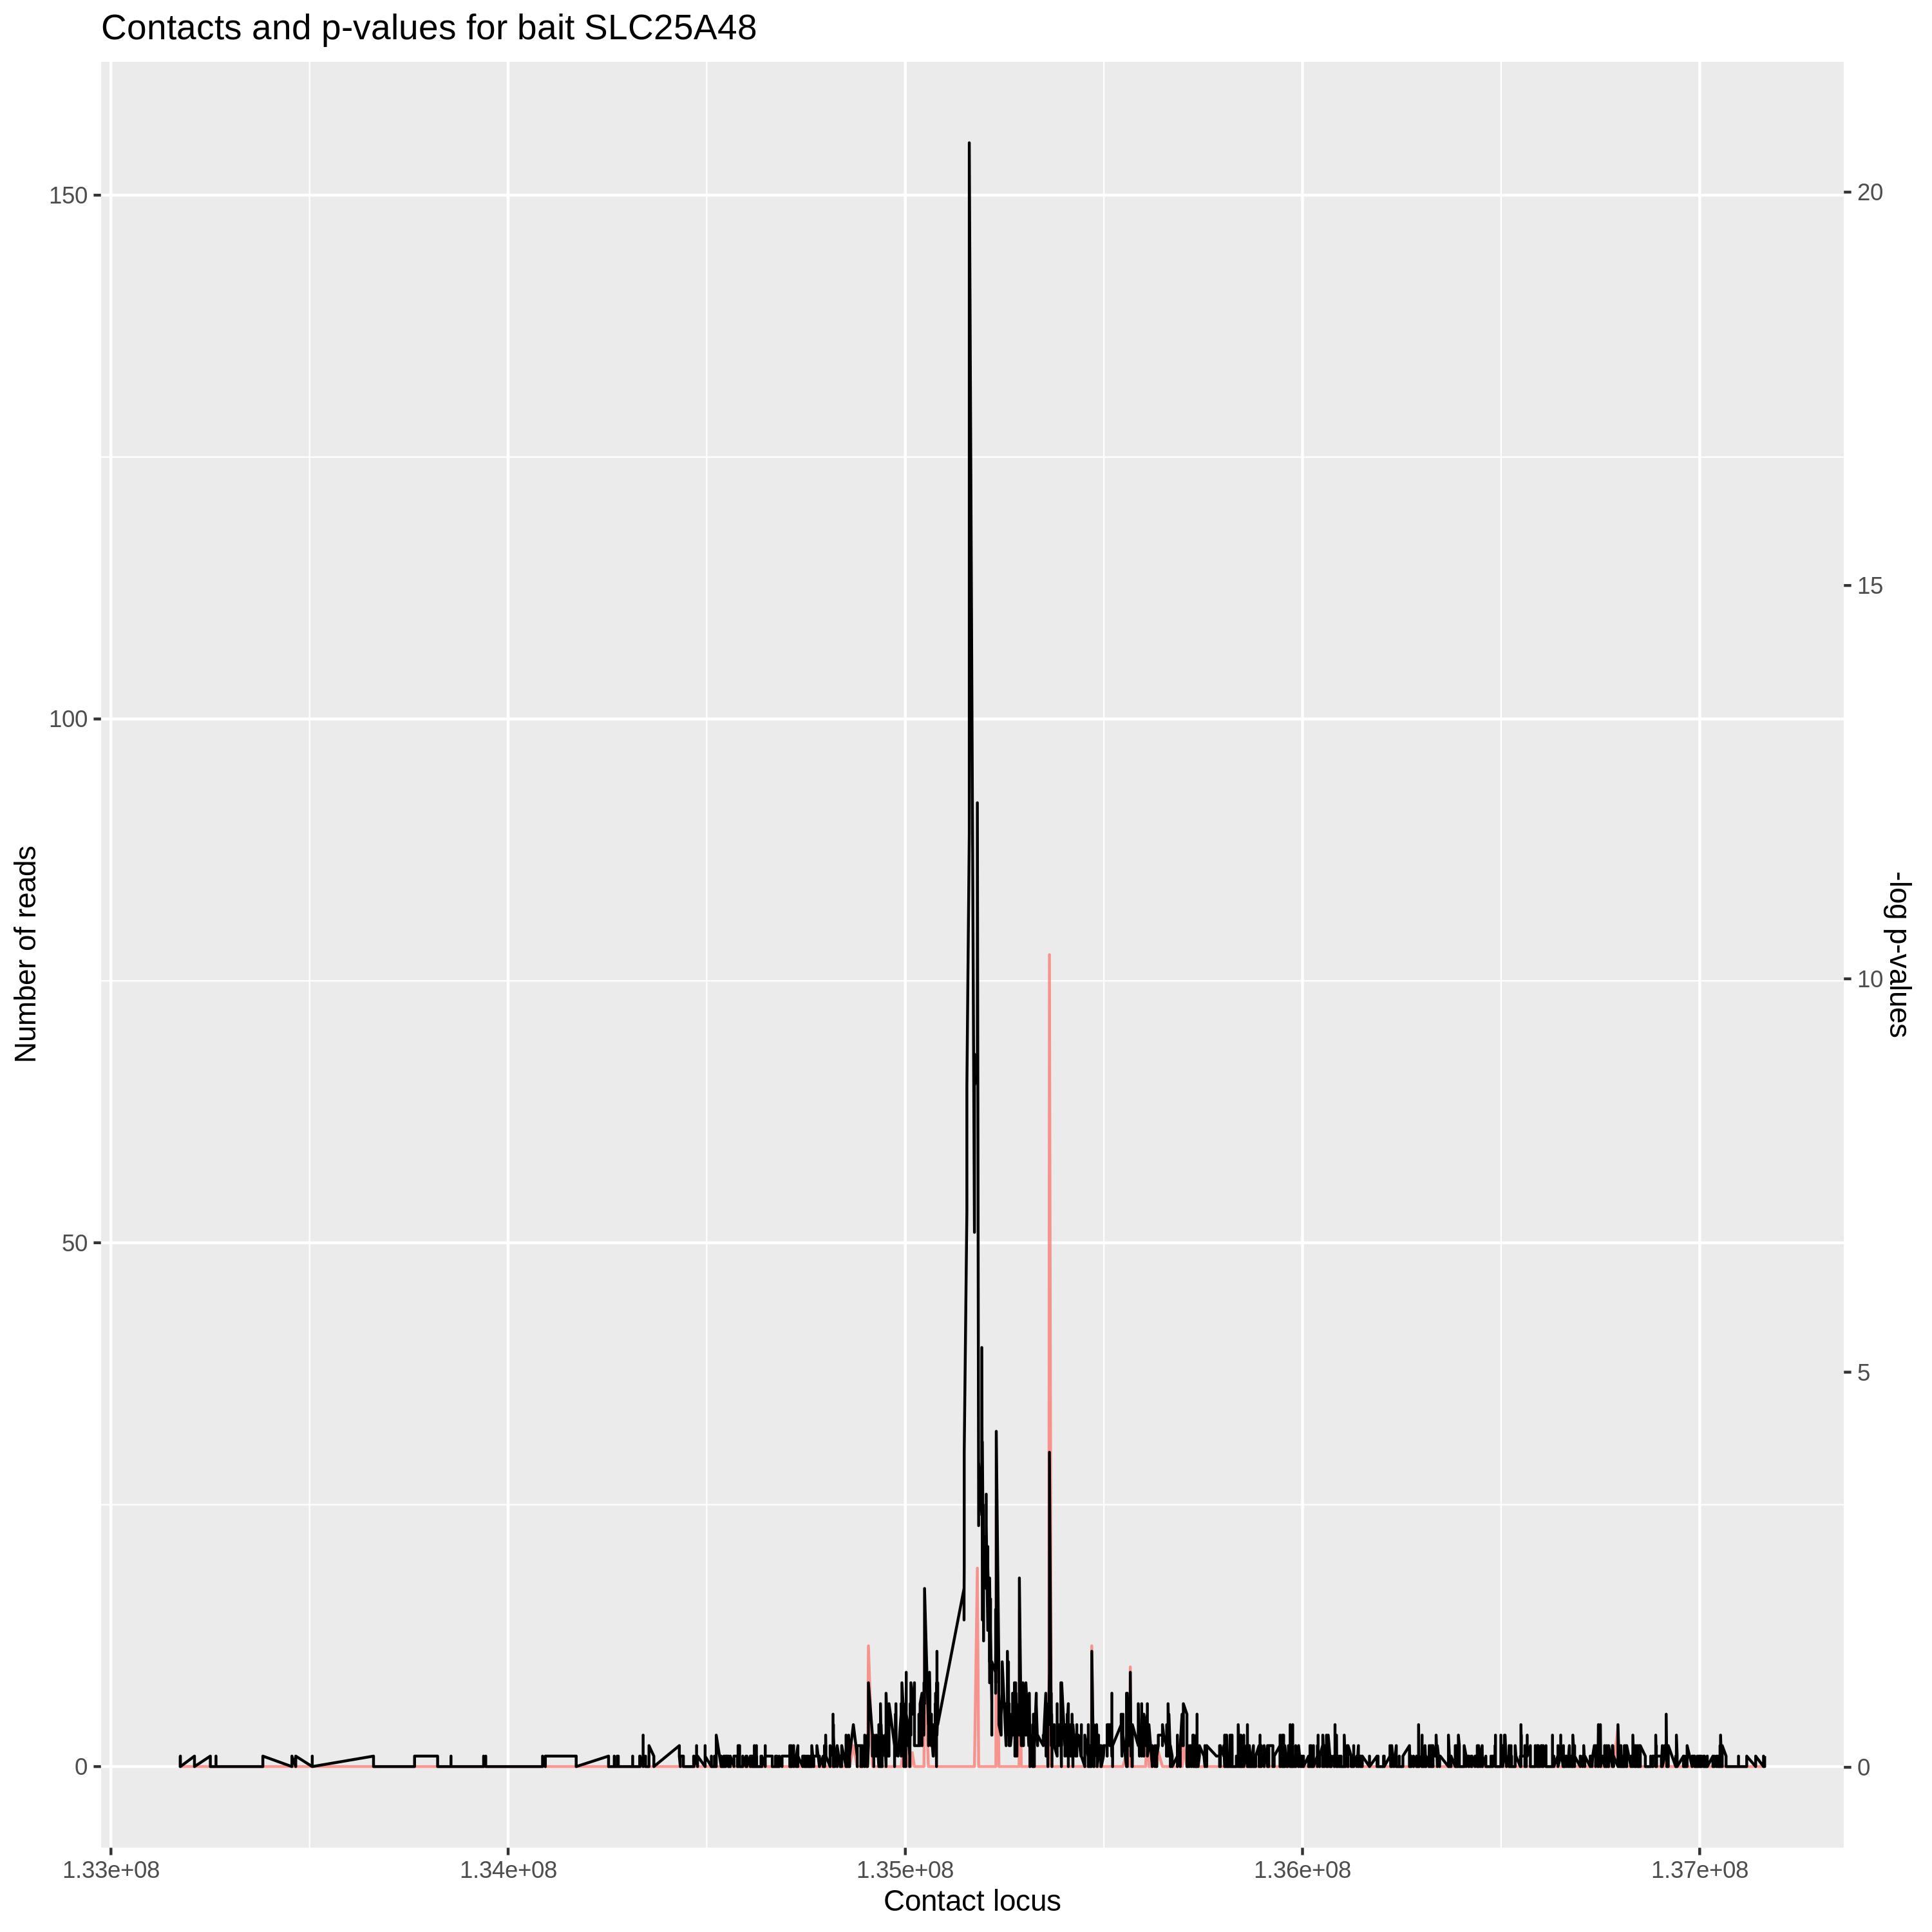 Contacts and p-values for bait SLC25A48
150
100
50
0
20
15
10
5
0
Number of reads
-log p-values
1.33e+08
1.34e+08
1.35e+08
1.36e+08
1.37e+08
Contact locus